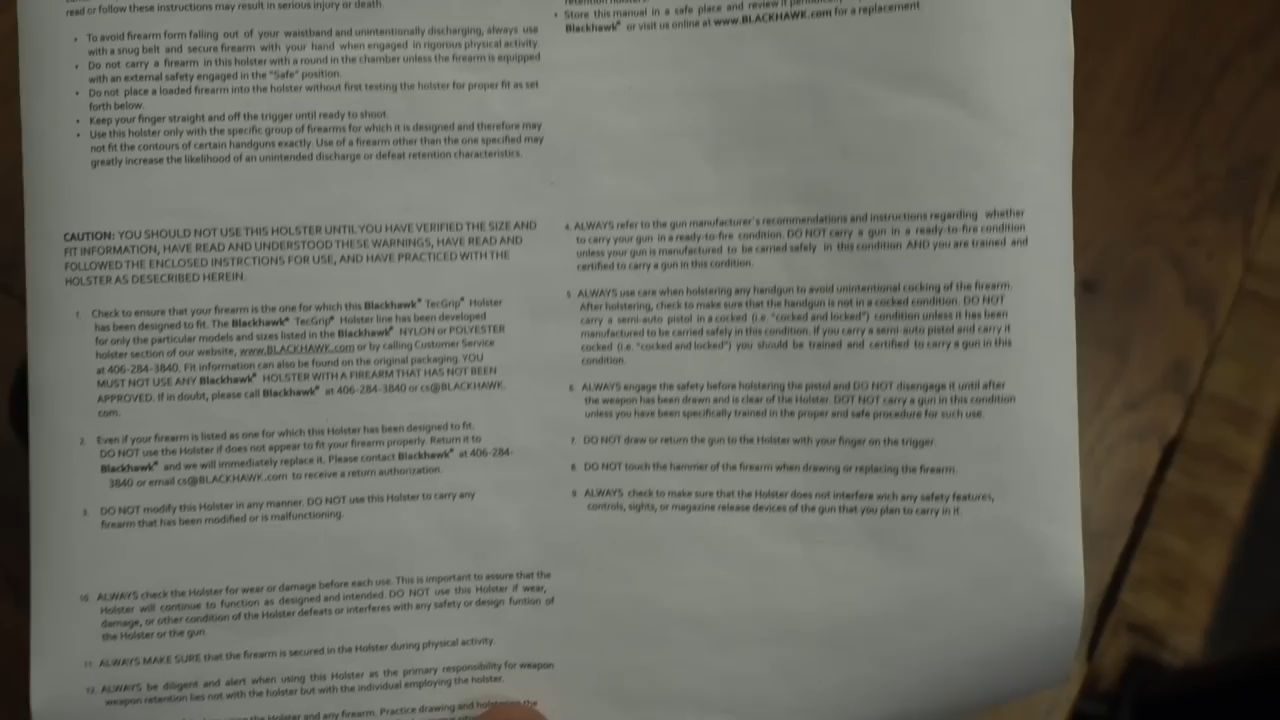 read or follow these instructions may result in serious injury or death
• To avoid firearm form falling out of your waistband and unintentionally discharging, always use
with a snug belt and secure firearm with your hand when engaged in rigorous physical activity.
• Do not carry a firearm in this holster with a round in the chamber unless the firearm is equipped
with an external safety engaged in the "Safe" position.
• Do not place a loaded firearm into the holster without first testing the holster for proper fit as set
forth below.
• Keep your finger straight and off the trigger until ready to shoot.
• Use this holster only with the specific group of firearms for which it is designed and therefore may
not fit the contours of certain handguns exactly. Use of a firearm other than the one specified may
greatly increase the likelihood of an unintended discharge or defeat retention characteristics.
• Store this manual in a safe place and review it periodically
Blackhawk® or visit us online at www.BLACKHAWK.com for a replacement
CAUTION: YOU SHOULD NOT USE THIS HOLSTER UNTIL YOU HAVE VERIFIED THE SIZE AND
FIT INFORMATION, HAVE READ AND UNDERSTOOD THESE WARNINGS, HAVE READ AND
FOLLOWED THE ENCLOSED INSTRCTIONS FOR USE, AND HAVE PRACTICED WITH THE
HOLSTER AS DESECRIBED HEREIN.
1. Check to ensure that your firearm is the one for which this Blackhawk® TecGrip® Holster
has been designed to fit. The Blackhawk® TecGrip® Holster line has been developed
for only the particular models and sizes listed in the Blackhawk® NYLON or POLYESTER
holster section of our website, www.BLACKHAWK.com or by calling Customer Service
at 406-284-3840. Fit information can also be found on the original packaging. YOU
MUST NOT USE ANY Blackhawk® HOLSTER WITH A FIREARM THAT HAS NOT BEEN
APPROVED. If in doubt, please call Blackhawk® at 406-284-3840 or cs@BLACKHAWK.
com.
2. Even if your firearm is listed as one for which this Holster has been designed to fit.
DO NOT use the Holster if does not appear to fit your firearm properly. Return it to
Blackhawk® and we will immediately replace it. Please contact Blackhawk® at 406-284-
3840 or email cs@BLACKHAWK.com to receive a return authorization.
3. DO NOT modify this Holster in any manner. DO NOT use this Holster to carry any
firearm that has been modified or is malfunctioning.
4. ALWAYS refer to the gun manufacturer's recommendations and instructions regarding whether
to carry your gun in a ready-to-fire condition. DO NOT carry a gun in a ready-to-fire condition
unless your gun is manufactured to be carried safely in this condition AND you are trained and
certified to carry a gun in this condition.
5. ALWAYS use care when holstering any handgun to avoid unintentional cocking of the firearm.
After holstering, check to make sure that the handgun is not in a cocked condition. DO NOT
carry a semi-auto pistol in a cocked (i.e. "cocked and locked") condition unless it has been
manufactured to be carried safely in this condition. If you carry a semi-auto pistol and carry it
cocked (i.e. "cocked and locked") you should be trained and certified to carry a gun in this
condition.
6. ALWAYS engage the safety before holstering the pistol and DO NOT disengage it until after
the weapon has been drawn and is clear of the Holster. DOT NOT carry a gun in this condition
unless you have been specifically trained in the proper and safe procedure for such use.
7. DO NOT draw or return the gun to the Holster with your finger on the trigger.
8. DO NOT touch the hammer of the firearm when drawing or replacing the firearm.
9. ALWAYS check to make sure that the Holster does not interfere wich any safety features,
controls, sights, or magazine release devices of the gun that you plan to carry in it.
10. ALWAYS check the Holster for wear or damage before each use. This is important to assure that the
Holster will continue to function as designed and intended. DO NOT use this Holster if wear,
damage, or other condition of the Holster defeats or interferes with any safety or design funtion of
the Holster or the gun.
11. ALWAYS MAKE SURE that the firearm is secured in the Holster during physical activity.
12. ALWAYS be diligent and alert when using this Holster as the primary responsibility for weapon
weapon retention lies not with the holster but with the individual employing the holster.
the Holster and any firearm. Practice drawing and holstering the